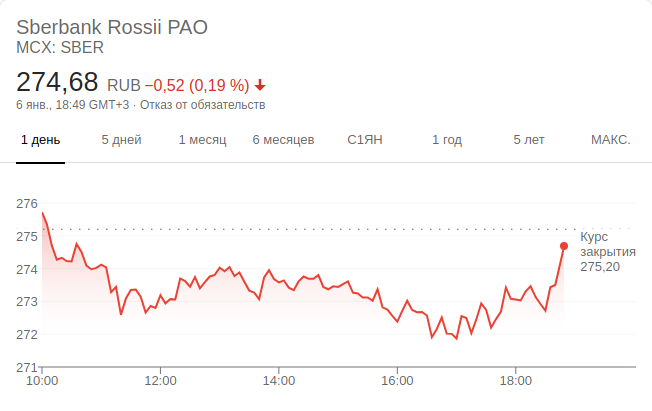 Sberbank Rossii PAO
MCX: SBER
274,68 RUB −0,52 (0,19 %)
6 янв., 18:49 GMT+3 · Отказ от обязательств
1 день 5 дней 1 месяц 6 месяцев С1ЯН 1 год 5 лет МАКС.
276
275
274
273
272
271
Курс
закрытия
275,20
10:00 12:00 14:00 16:00 18:00